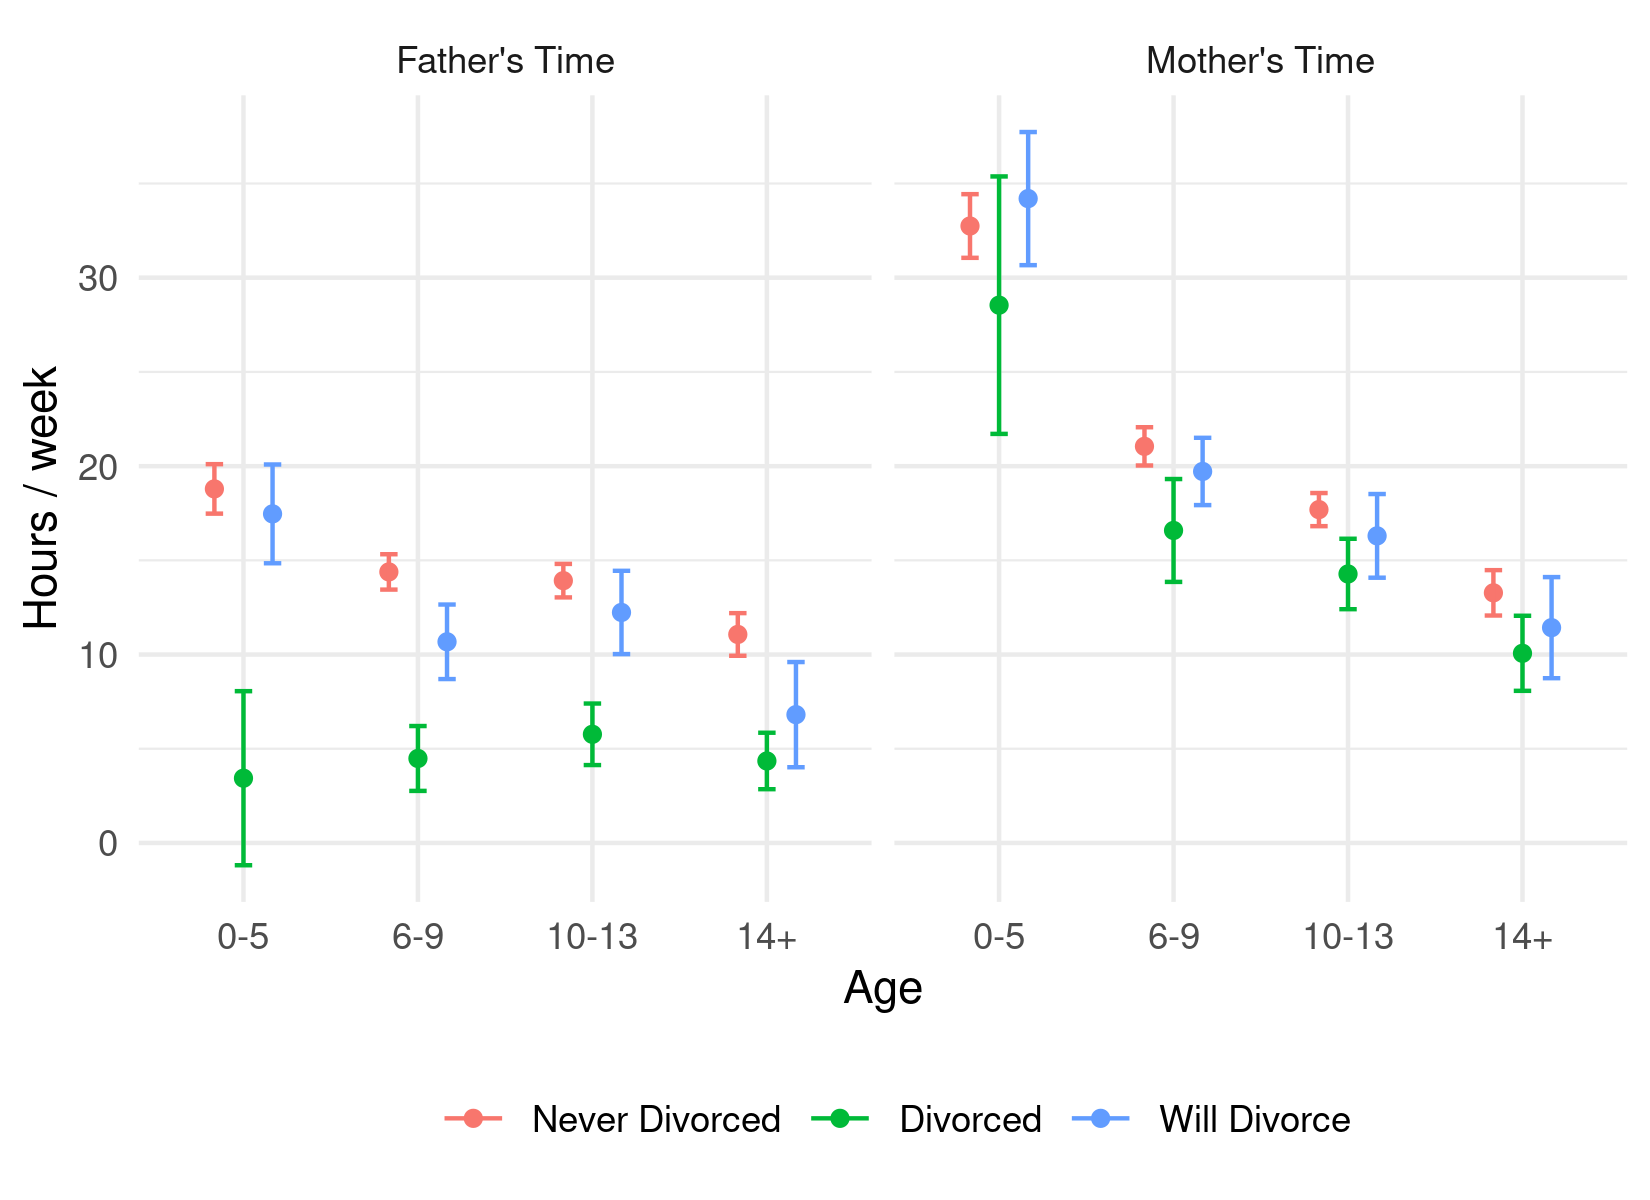 Father's Time
Mother's Time
Hours / week
30
20
10
0
0-5
6-9
10-13
14+
0-5
6-9
10-13
14+
Age
Never Divorced
Divorced
Will Divorce